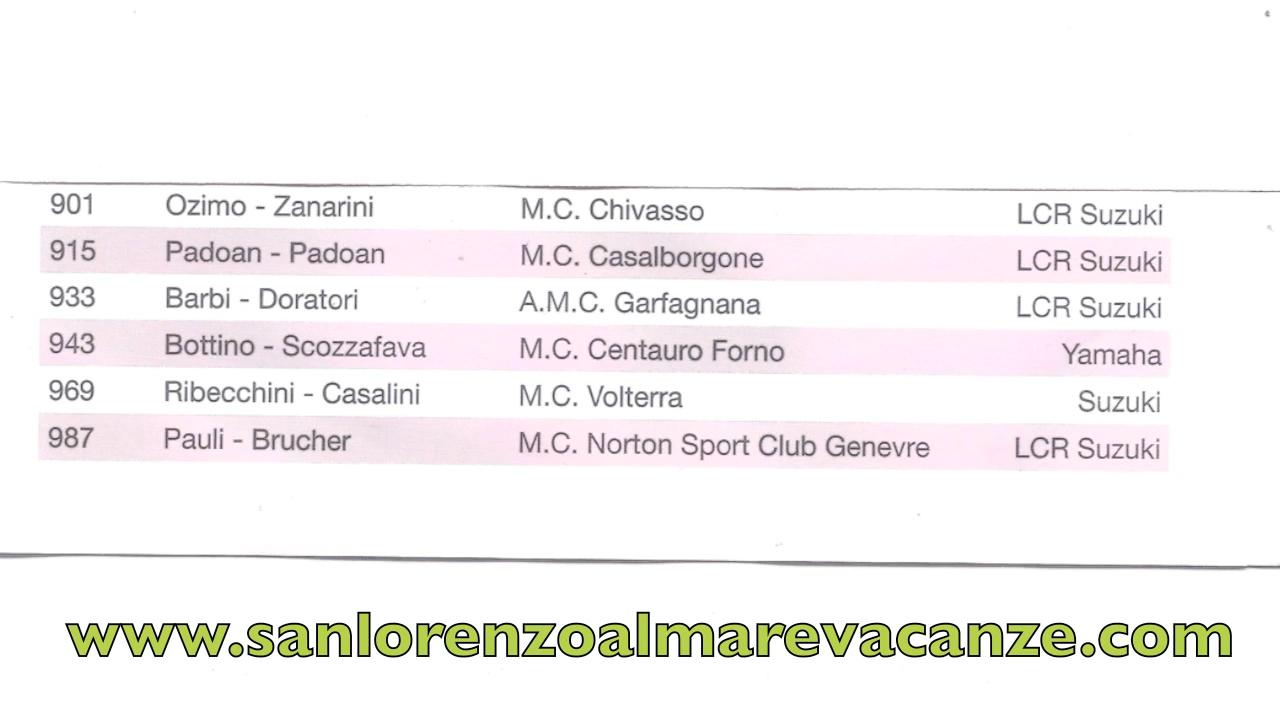 901 Ozimo - Zanarini M.C. Chivasso LCR Suzuki
915 Padoan - Padoan M.C. Casalborgone LCR Suzuki
933 Barbi - Doratori A.M.C. Garfagnana LCR Suzuki
943 Bottino - Scozzafava M.C. Centauro Forno Yamaha
969 Ribecchini - Casalini M.C. Volterra Suzuki
987 Pauli - Brucher M.C. Norton Sport Club Genevre LCR Suzuki
www.sanlorenzoalmarevacanze.com